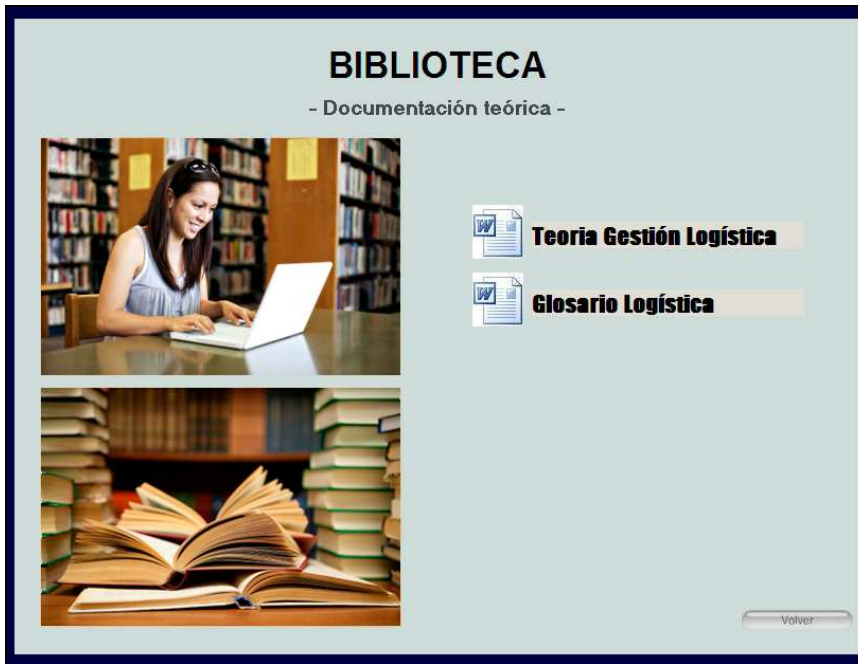 BIBLIOTECA
- Documentación teórica -
Teoria Gestión Logística
Glosario Logística
Volver